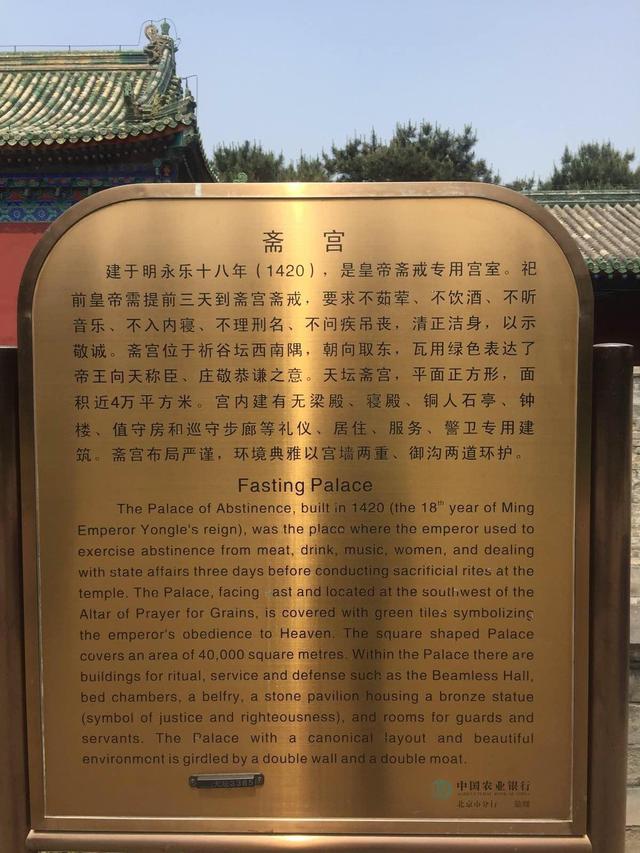 斋 宫
建于明永乐十八年(1420)，是皇帝斋戒专用宫室。祀
前皇帝需提前三天到斋宫斋戒，要求不茹荤、不饮酒、不听
音乐、不入内寝、不理刑名、不问疾吊丧，清正洁身，以示
敬诚。斋宫位于祈谷坛西南隅，朝向取东，瓦用绿色表达了
帝王向天称臣、庄敬恭谦之意。天坛斋宫，平面正方形，面
积近4万平方米。宫内建有无梁殿、寝殿、铜人石亭、钟
楼、值守房和巡守步廊等礼仪、居住、服务、警卫专用建
筑。斋宫布局严谨，环境典雅以宫墙两重、御沟两道环护。
Fasting Palace
The Palace of Abstinence, built in 1420 (the 18th year of Ming
Emperor Yongle's reign), was the place where the emperor used to
exercise abstinence from meat, drink, music, women, and dealing
with state affairs three days before conducting sacrificial rites at the
temple. The Palace, facing ast and located at the southwest of the
Altar of Prayer for Grains, is covered with green tiles symbolizing
the emperor's obedience to Heaven. The square shaped Palace
covers an area of 40,000 square metres. Within the Palace there are
buildings for ritual, service and defense such as the Beamless Hall,
bed chambers, a belfry, a stone pavilion housing a bronze statue
(symbol of justice and righteousness), and rooms for guards and
servants. The Palace with a canonical layout and beautiful
environment is girdled by a double wall and a double moat.
中国农业银行
AGRICULTURAL BANK OF CHINA
北京市分行